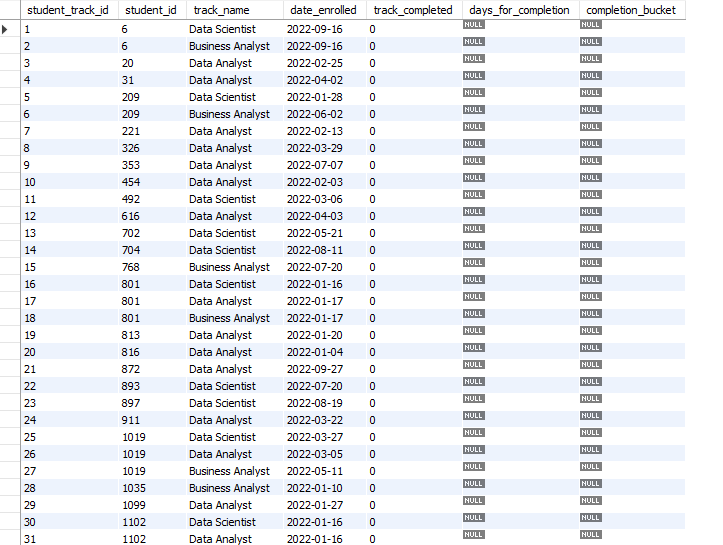 student_track_id student_id track_name date_enrolled track_completed days_for_completion completion_bucket
1 6 Data Scientist 2022-09-16 0 NULL NULL
2 6 Business Analyst 2022-09-16 0 NULL NULL
3 20 Data Analyst 2022-02-25 0 NULL NULL
4 31 Data Analyst 2022-04-02 0 NULL NULL
5 209 Data Scientist 2022-01-28 0 NULL NULL
6 209 Business Analyst 2022-06-02 0 NULL NULL
7 221 Data Analyst 2022-02-13 0 NULL NULL
8 326 Data Analyst 2022-03-29 0 NULL NULL
9 353 Data Analyst 2022-07-07 0 NULL NULL
10 454 Data Analyst 2022-02-03 0 NULL NULL
11 492 Data Scientist 2022-03-06 0 NULL NULL
12 616 Data Analyst 2022-04-03 0 NULL NULL
13 702 Data Scientist 2022-05-21 0 NULL NULL
14 704 Data Scientist 2022-08-11 0 NULL NULL
15 768 Business Analyst 2022-07-20 0 NULL NULL
16 801 Data Scientist 2022-01-16 0 NULL NULL
17 801 Data Analyst 2022-01-17 0 NULL NULL
18 801 Business Analyst 2022-01-17 0 NULL NULL
19 813 Data Analyst 2022-01-20 0 NULL NULL
20 816 Data Analyst 2022-01-04 0 NULL NULL
21 872 Data Analyst 2022-09-27 0 NULL NULL
22 893 Data Scientist 2022-07-20 0 NULL NULL
23 897 Data Scientist 2022-08-19 0 NULL NULL
24 911 Data Analyst 2022-03-22 0 NULL NULL
25 1019 Data Scientist 2022-03-27 0 NULL NULL
26 1019 Data Analyst 2022-03-05 0 NULL NULL
27 1019 Business Analyst 2022-05-11 0 NULL NULL
28 1035 Business Analyst 2022-01-10 0 NULL NULL
29 1099 Data Analyst 2022-01-27 0 NULL NULL
30 1102 Data Scientist 2022-01-16 0 NULL NULL
31 1102 Data Analyst 2022-01-16 0 NULL NULL